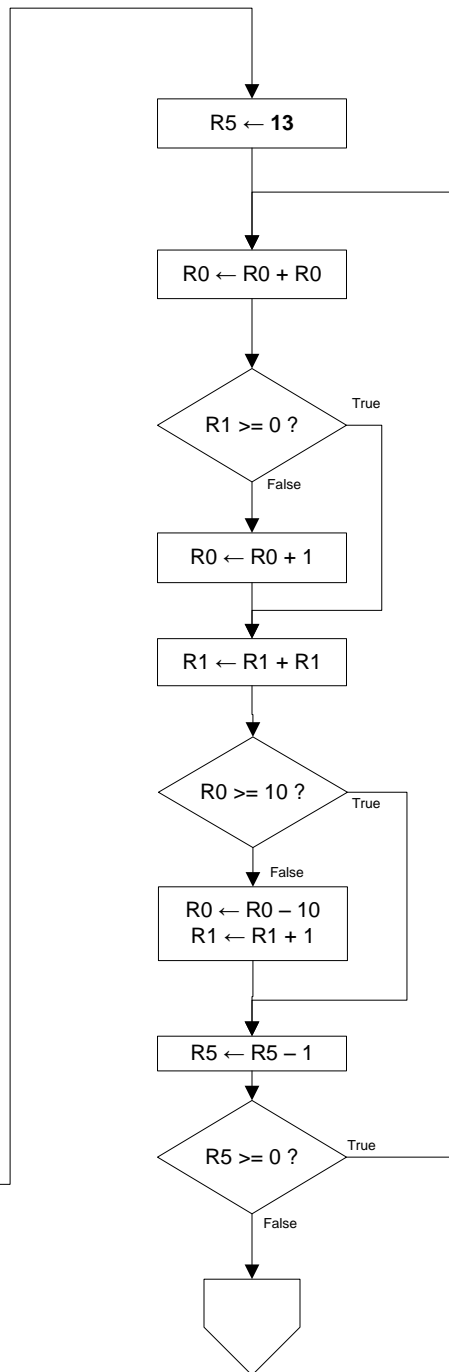 R5 ← 13
R0 ← R0 + R0
R1 >= 0 ?
True
False
R0 ← R0 + 1
R1 ← R1 + R1
R0 >= 10 ?
True
False
R0 ← R0 – 10
R1 ← R1 + 1
R5 ← R5 – 1
R5 >= 0 ?
True
False